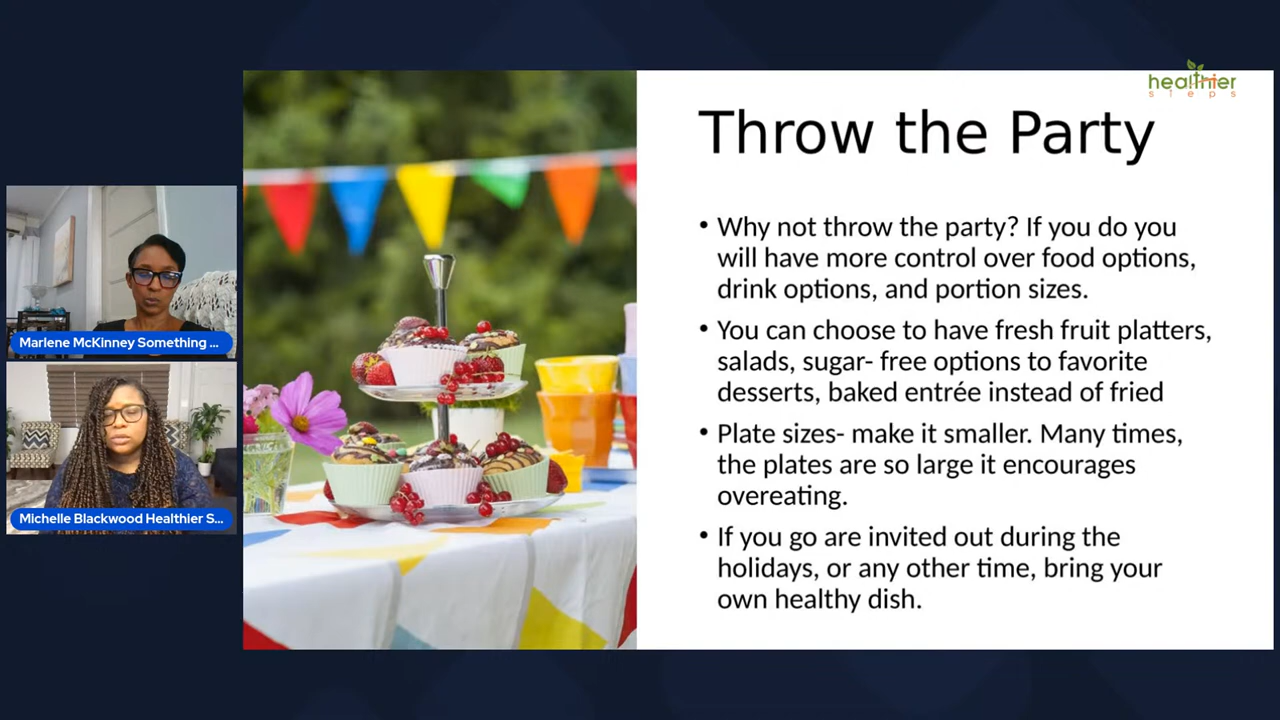 healthier
steps
Throw the Party
• Why not throw the party? If you do you
will have more control over food options,
drink options, and portion sizes.
• You can choose to have fresh fruit platters,
salads, sugar- free options to favorite
desserts, baked entrée instead of fried
• Plate sizes- make it smaller. Many times,
the plates are so large it encourages
overeating.
• If you go are invited out during the
holidays, or any other time, bring your
own healthy dish.
Marlene McKinney Something ...
Michelle Blackwood Healthier S...